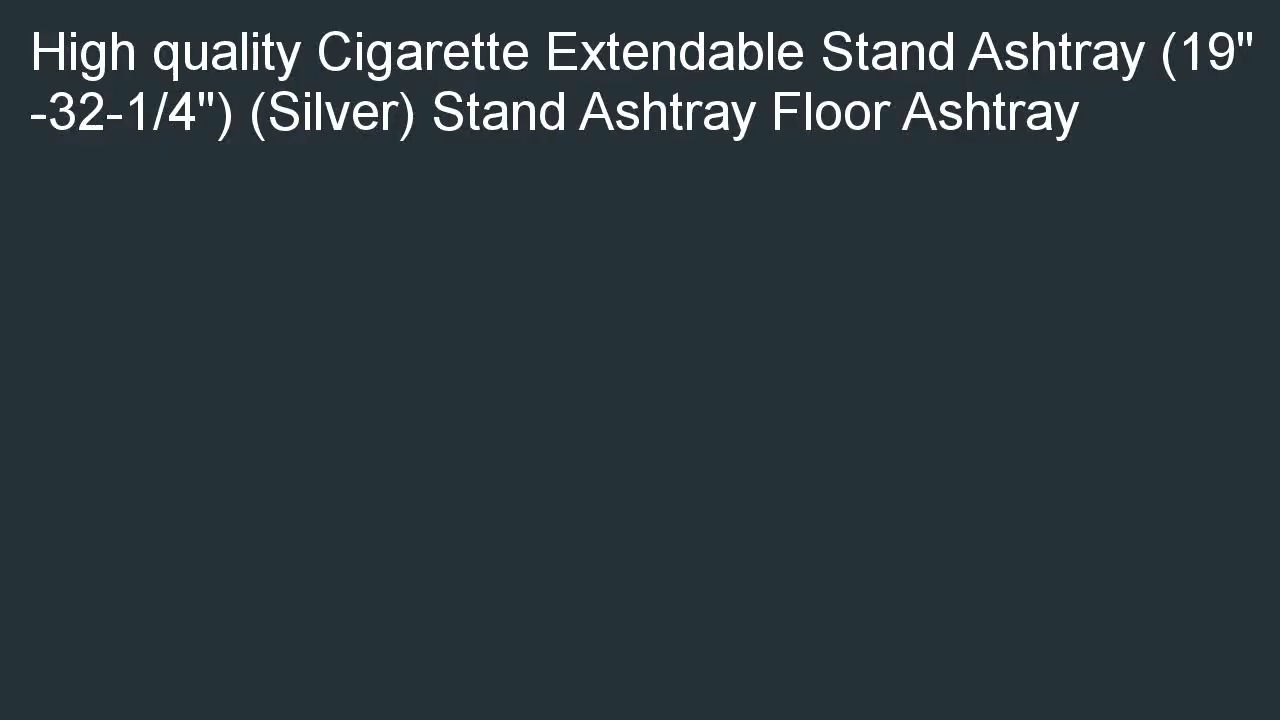 High quality Cigarette Extendable Stand Ashtray (19"
-32-1/4") (Silver) Stand Ashtray Floor Ashtray